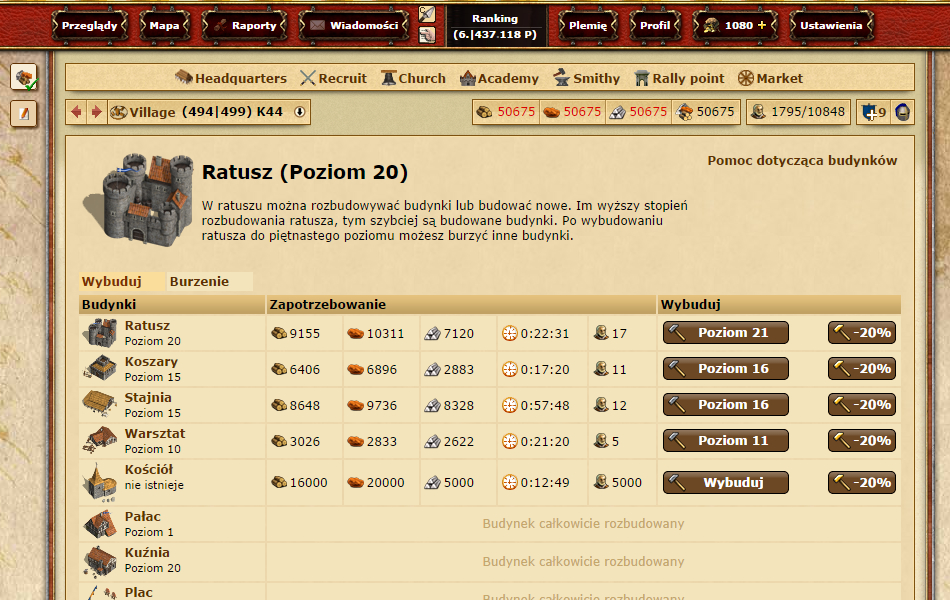 Przeglądy Mapa Raporty Wiadomości Ranking Plemię Profil 1080 + Ustawienia
(6.|437.118 P)
Headquarters Recruit Church Academy Smithy Rally point Market
Village (494|499) K44 50675 50675 50675 50675 1795/10848 9
Ratusz (Poziom 20) Pomoc dotycząca budynków
W ratuszu można rozbudowywać budynki lub budować nowe. Im wyższy stopień
rozbudowania ratusza, tym szybciej są budowane budynki. Po wybudowaniu
ratusza do piętnastego poziomu możesz burzyć inne budynki.
Wybuduj Burzenie
Budynki Zapotrzebowanie Wybuduj
Ratusz
Poziom 20 9155 10311 7120 0:22:31 17 Poziom 21 -20%
Koszary
Poziom 15 6406 6896 2883 0:17:20 11 Poziom 16 -20%
Stajnia
Poziom 15 8648 9736 8328 0:57:48 12 Poziom 16 -20%
Warsztat
Poziom 10 3026 2833 2622 0:21:20 5 Poziom 11 -20%
Kościół
nie istnieje 16000 20000 5000 0:12:49 5000 Wybuduj -20%
Pałac
Poziom 1 Budynek całkowicie rozbudowany
Kuźnia
Poziom 20 Budynek całkowicie rozbudowany
Plac Budynek całkowicie rozbudowany